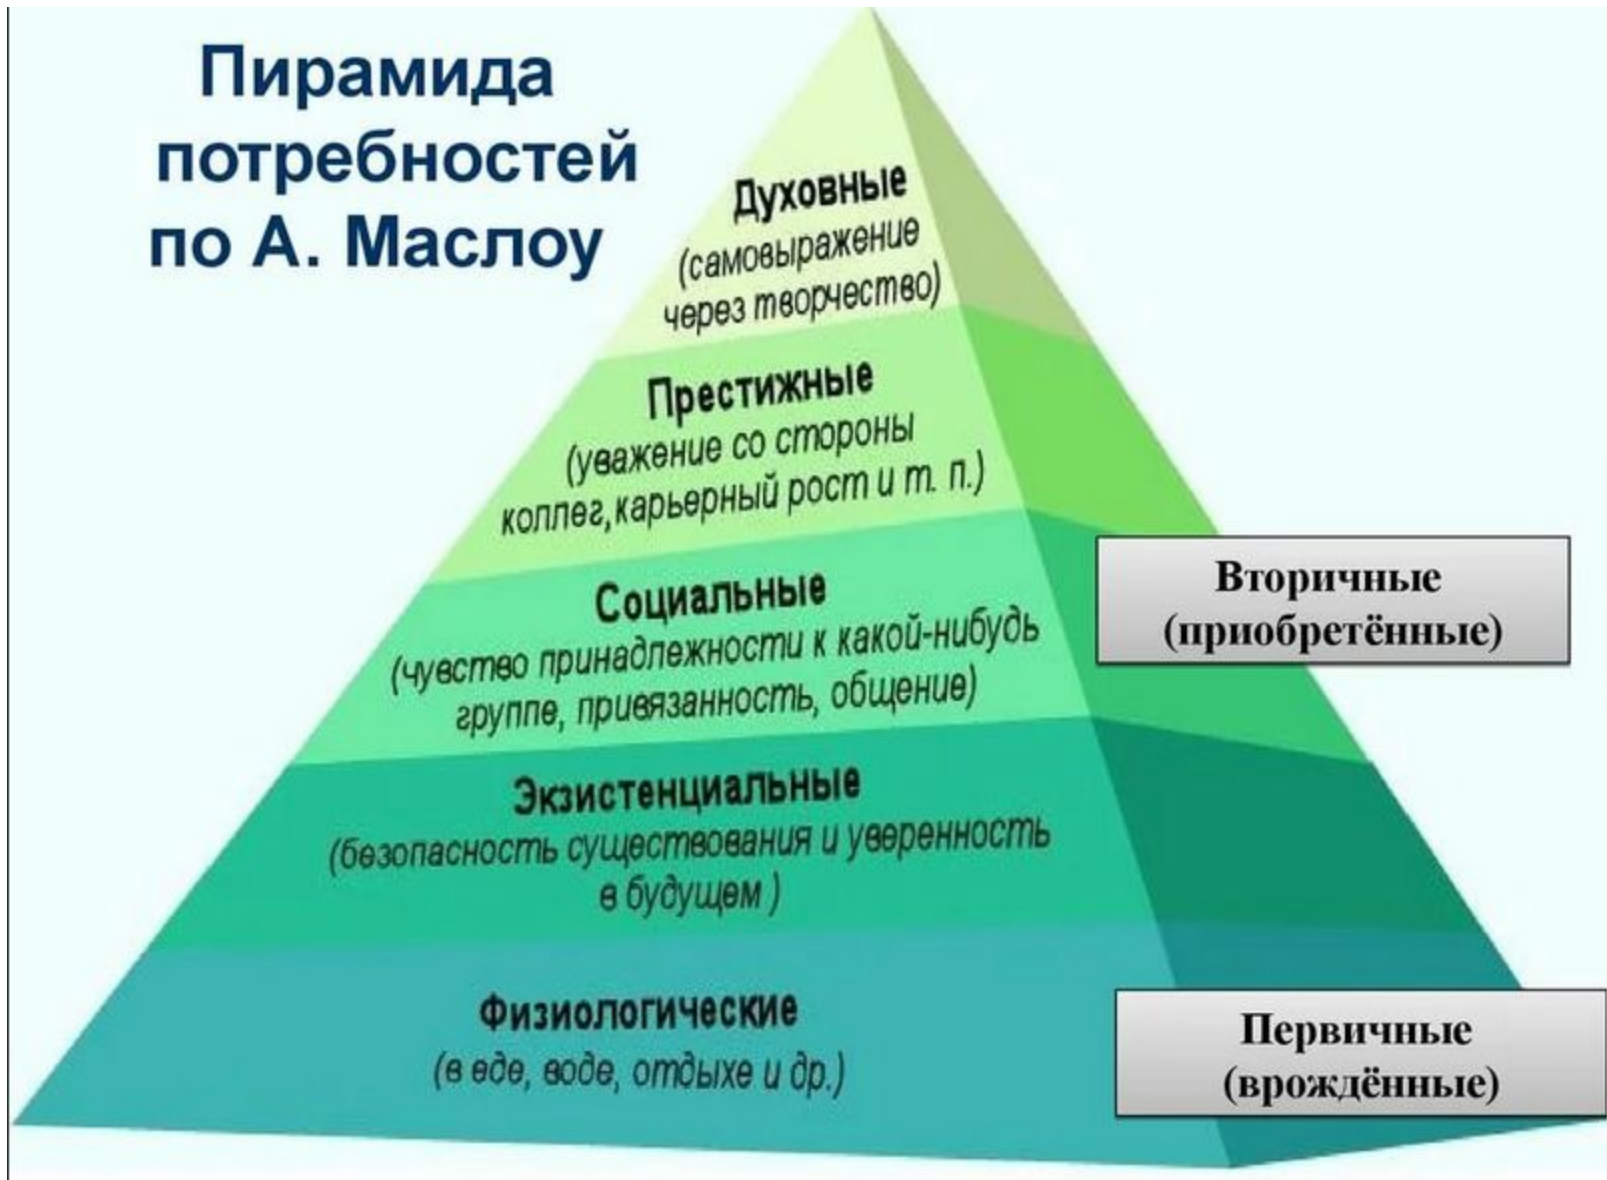 Пирамида
потребностей
по А. Маслоу
Духовные
(самовыражение
через творчество)
Престижные
(уважение со стороны
коллег,карьерный рост и т. п.)
Социальные
(чувство принадлежности к какой-нибудь
группе, привязанность, общение)
Вторичные
(приобретённые)
Экзистенциальные
(безопасность существования и уверенность
в будущем )
Физиологические
(в еде, воде, отдыхе и др.)
Первичные
(врождённые)